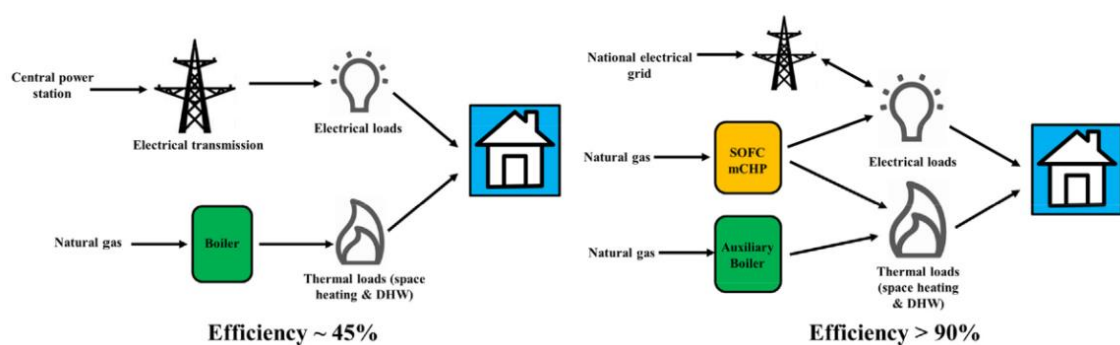 Central power
station
Electrical transmission
Electrical loads
Natural gas
Boiler
Thermal loads (space
heating & DHW)
Efficiency ~ 45%
National electrical
grid
Natural gas
SOFC
mCHP
Electrical loads
Natural gas
Auxiliary
Boiler
Thermal loads
(space heating
& DHW)
Efficiency > 90%